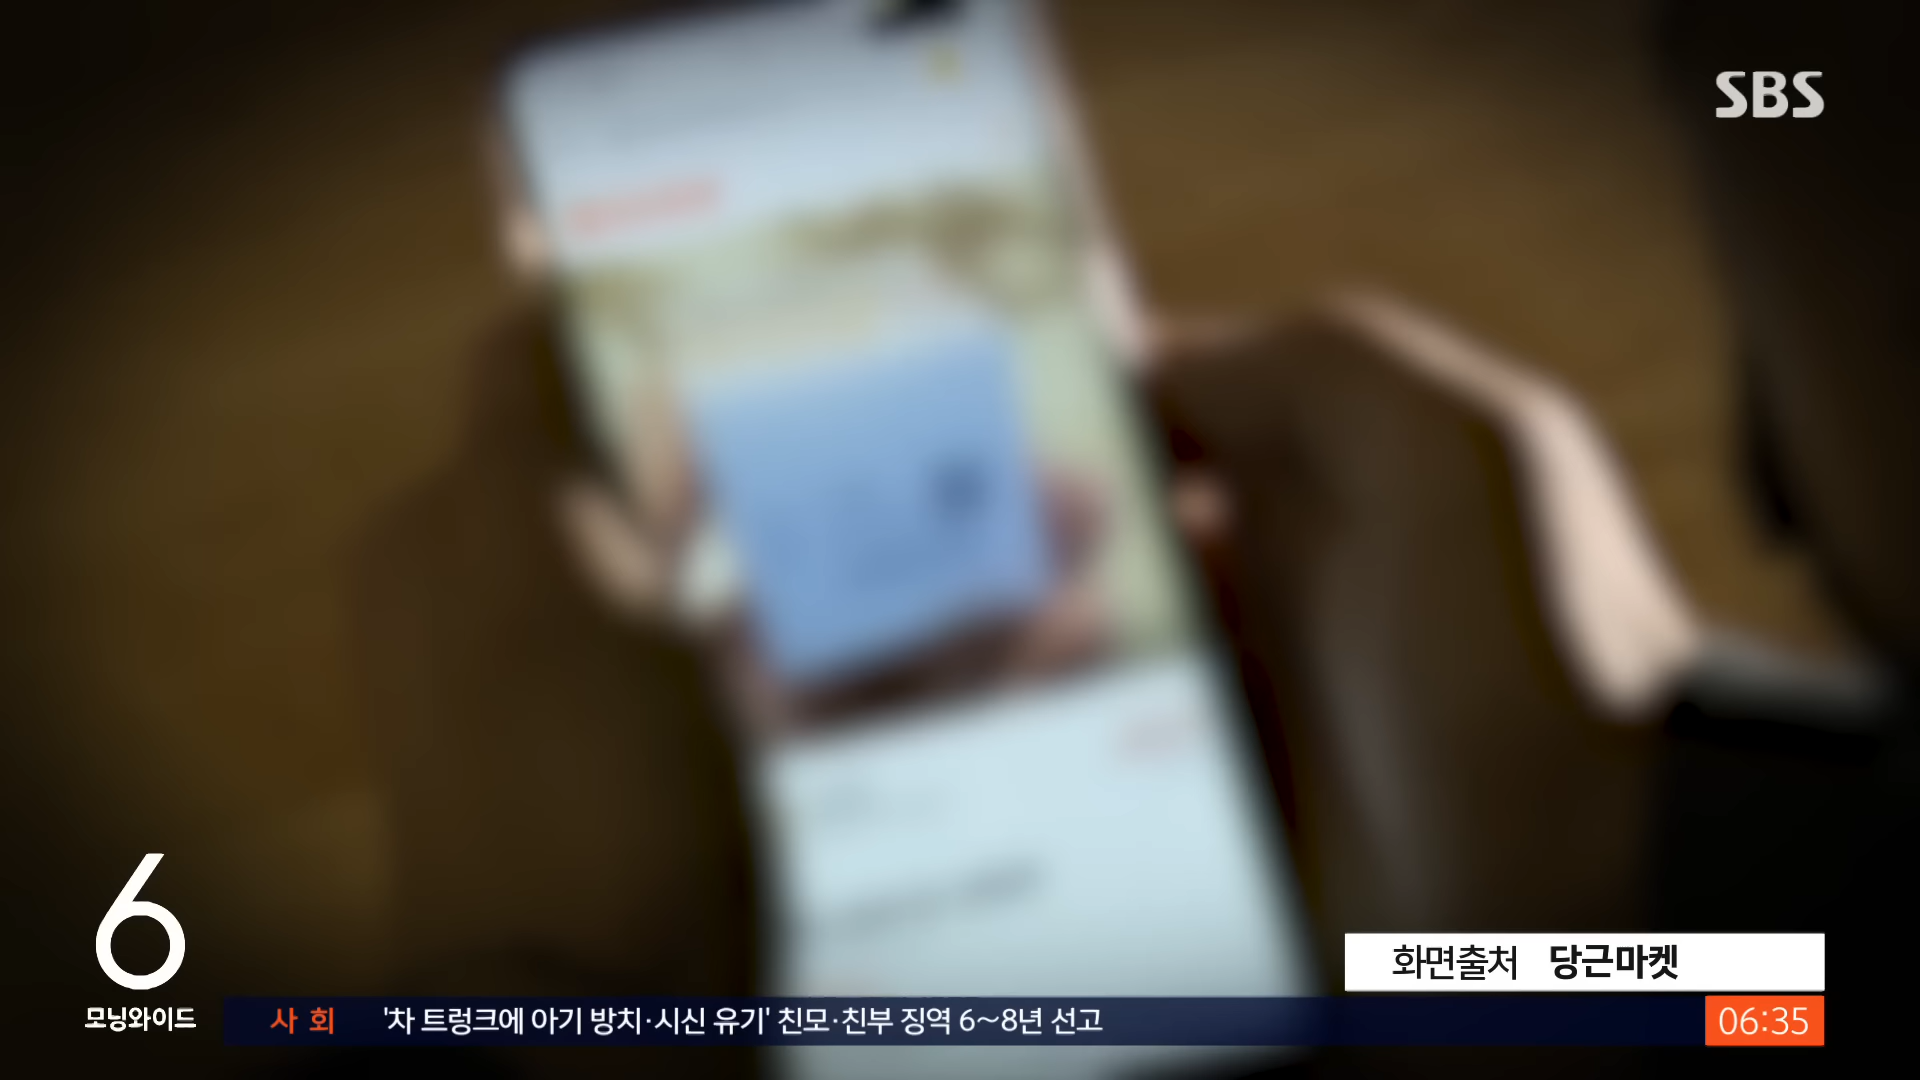 SBS
화면출처 당근마켓
6
모닝와이드
사회 '차 트렁크에 아기 방치·시신 유기' 친모·친부 징역 6~8년 선고
06:35